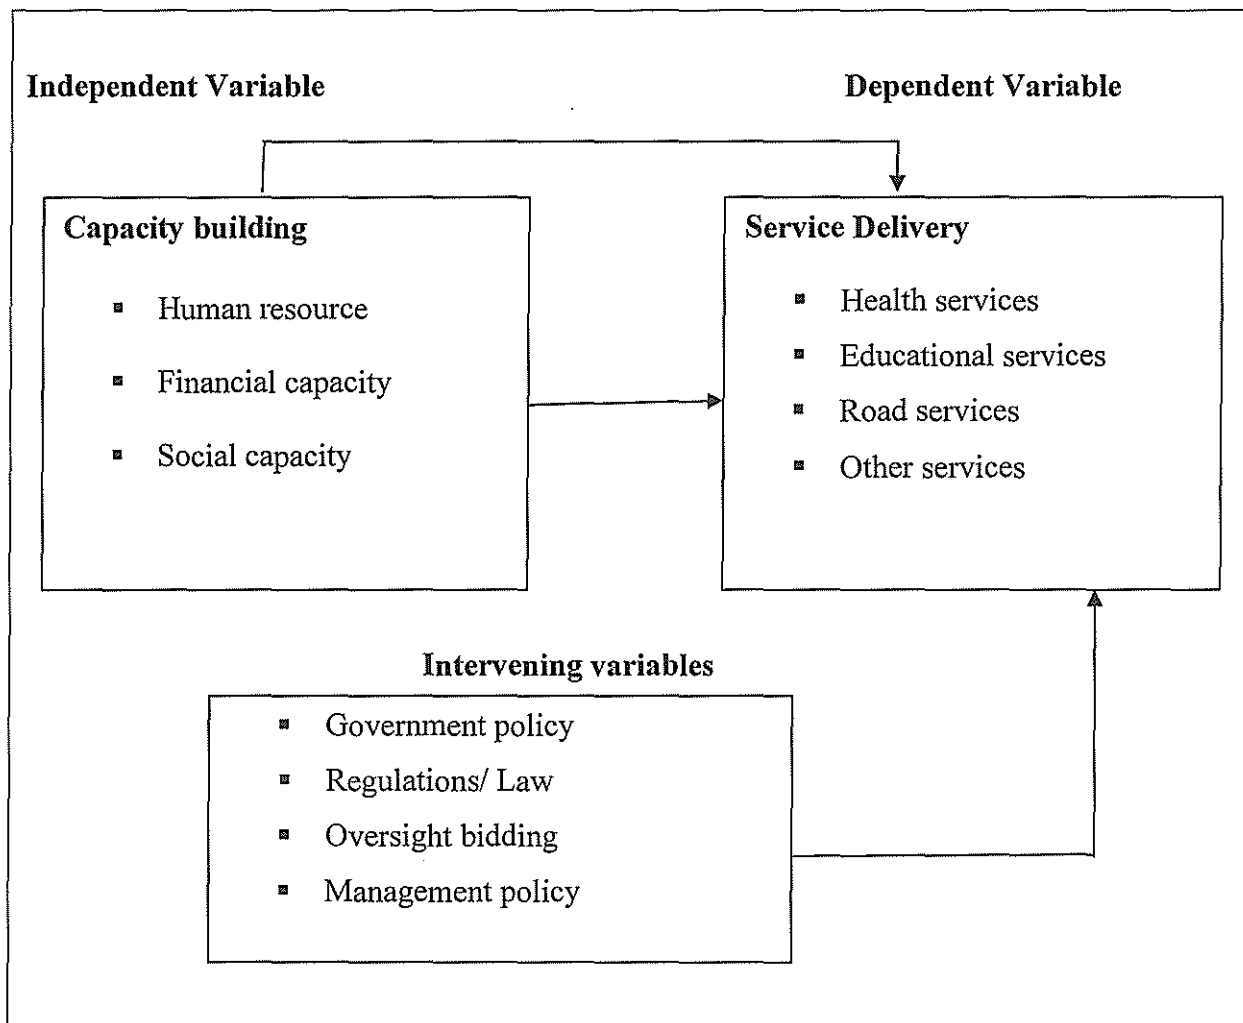 Independent Variable
Dependent Variable
Capacity building
▪ Human resource
▪ Financial capacity
▪ Social capacity
Service Delivery
▪ Health services
▪ Educational services
▪ Road services
▪ Other services
Intervening variables
▪ Government policy
▪ Regulations/ Law
▪ Oversight bidding
▪ Management policy